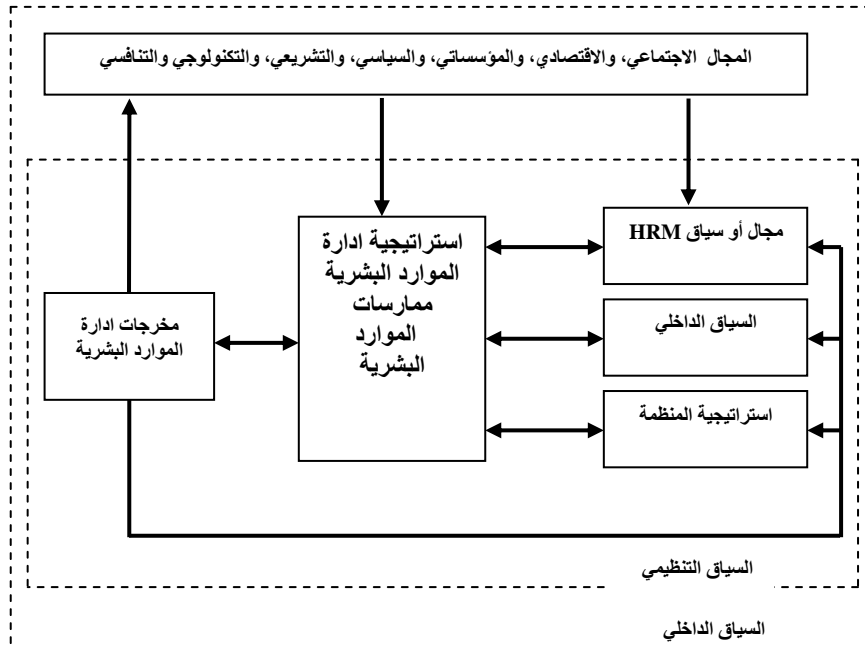 المجال الاجتماعي، والاقتصادي، والمؤسساتي، والسياسي، والتشريعي، والتكنولوجي والتنافسي
مجال أو سياق HRM
السياق الداخلي
استراتيجية المنظمة
استراتيجية ادارة
الموارد البشرية
ممارسات
الموارد
البشرية
مخرجات ادارة
الموارد البشرية
السياق التنظيمي
السياق الداخلي